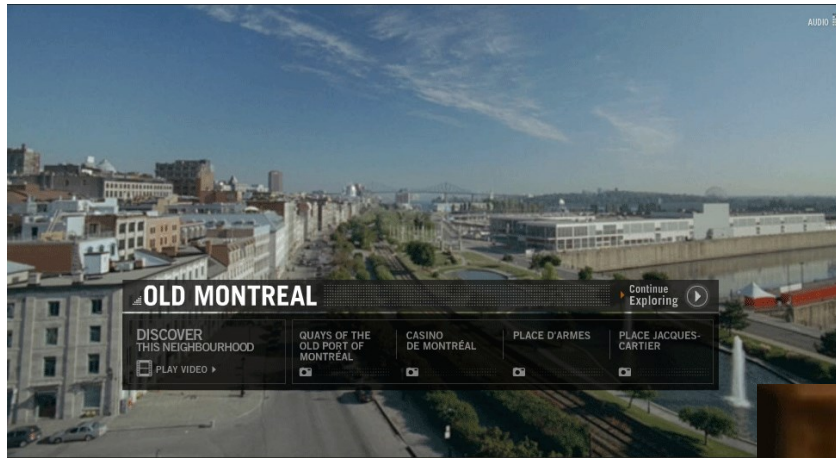 AUDIO
OLD MONTREAL
Continue
Exploring
DISCOVER
THIS NEIGHBOURHOOD
PLAY VIDEO
QUAYS OF THE
OLD PORT OF
MONTRÉAL
CASINO
DE MONTRÉAL
PLACE D'ARMES
PLACE JACQUES-
CARTIER